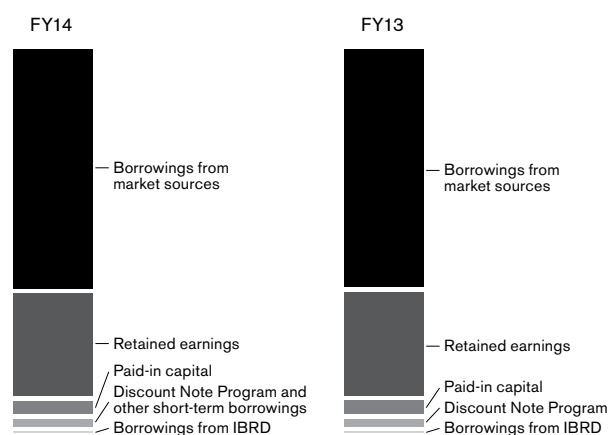 FY14
Borrowings from
market sources
Retained earnings
Paid-in capital
Discount Note Program and
other short-term borrowings
Borrowings from IBRD
FY13
Borrowings from
market sources
Retained earnings
Paid-in capital
Discount Note Program
Borrowings from IBRD